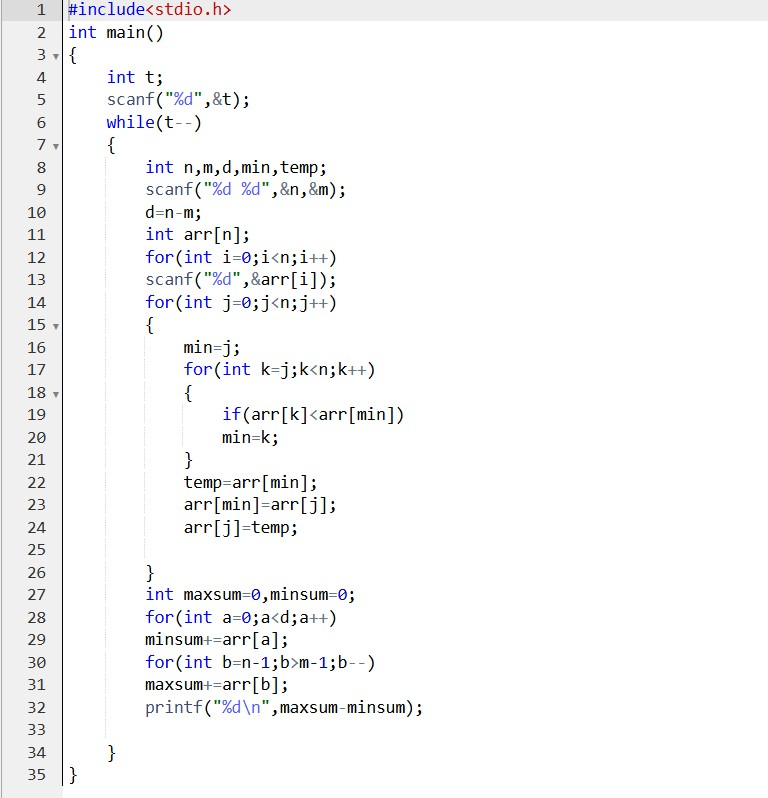 1 #include<stdio.h>
2 int main()
3 {
4 int t;
5 scanf("%d",&t);
6 while(t--)
7 {
8 int n,m,d,min,temp;
9 scanf("%d %d",&n,&m);
10 d=n-m;
11 int arr[n];
12 for(int i=0;i<n;i++)
13 scanf("%d",&arr[i]);
14 for(int j=0;j<n;j++)
15 {
16 min=j;
17 for(int k=j;k<n;k++)
18 {
19 if(arr[k]<arr[min])
20 min=k;
21 }
22 temp=arr[min];
23 arr[min]=arr[j];
24 arr[j]=temp;
25
26 }
27 int maxsum=0,minsum=0;
28 for(int a=0;a<d;a++)
29 minsum+=arr[a];
30 for(int b=n-1;b>m-1;b--)
31 maxsum+=arr[b];
32 printf("%d\n",maxsum-minsum);
33
34 }
35 }